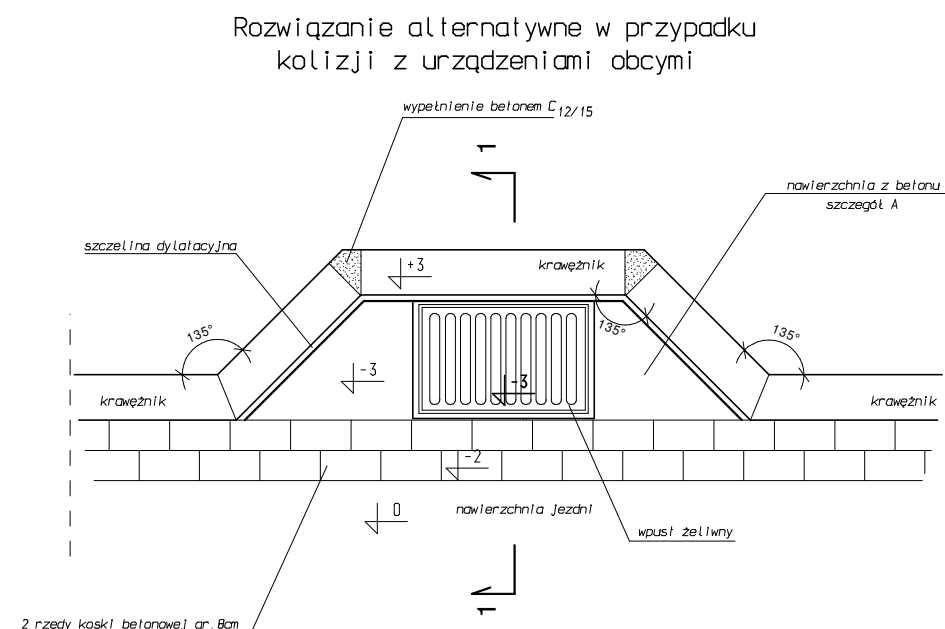 Rozwiązanie alternatywne w przypadku
kolizji z urządzeniami obcymi
wypełnienie betonem C12/15
1
nawierzchnia z betonu
szczegół A
szczelina dylatacyjna
+3
krawężnik
135°
135°
135°
-3
-3
krawężnik
krawężnik
-2
0
nawierzchnia jezdni
wpust żeliwny
1
2 rzędy kostki betonowej gr. 8cm